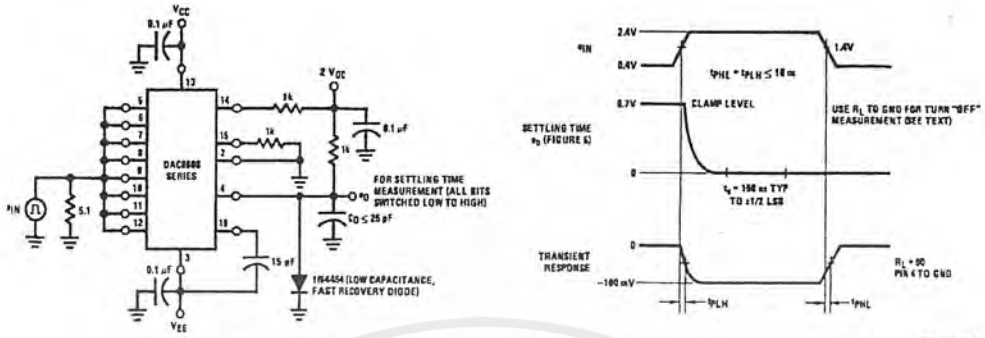 0.1 µF
VCC
13
2 VDC
5
6
7
8
9
10
11
12
DAC0808
SERIES
14
15
2
4
16
3
1k
1k
1k
0.1 µF
eIN
5.1
FOR SETTLING TIME
MEASUREMENT (ALL BITS
SWITCHED LOW TO HIGH)
eO
CO ≤ 25 pF
15 pF
0.1 µF
VEE
1N4454 (LOW CAPACITANCE,
FAST RECOVERY DIODE)
eIN
2.4V
0.4V
1.4V
tPHL = tPLH ≤ 10 ns
0.7V
CLAMP LEVEL
USE RL TO GND FOR TURN "OFF"
MEASUREMENT (SEE TEXT)
SETTLING TIME
eO (FIGURE 5)
0
ts = 150 ns TYP
TO ±1/2 LSB
TRANSIENT
RESPONSE
0
-100 mV
RL = 50
PIN 4 TO GND
tPLH
tPHL